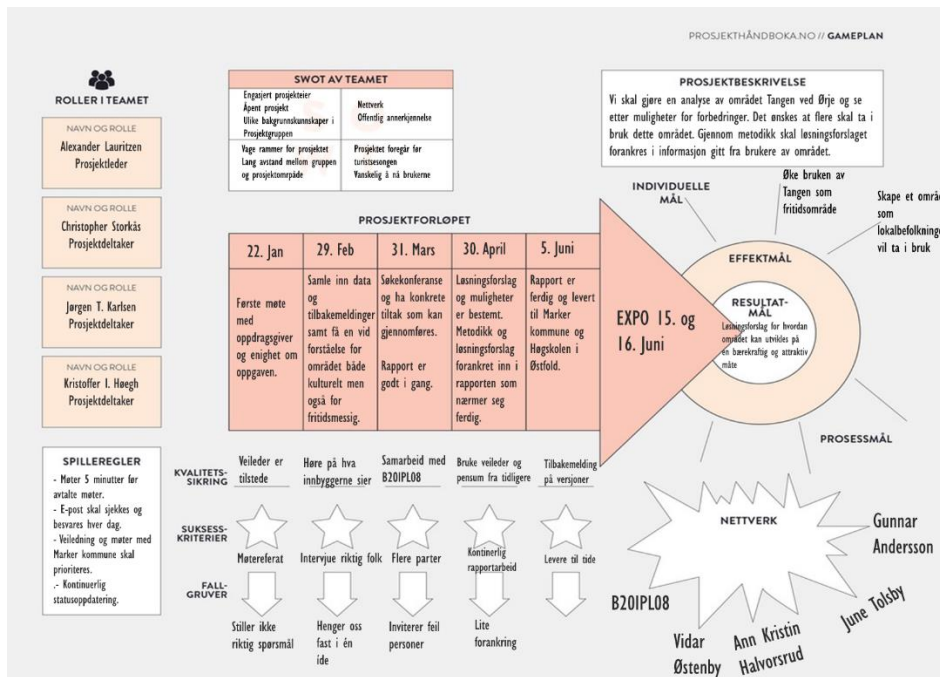 PROSJEKTHÅNDBOKA.NO // GAMEPLAN
ROLLER I TEAMET
NAVN OG ROLLE
Alexander Lauritzen
Prosjektleder
NAVN OG ROLLE
Christopher Storkås
Prosjektdeltaker
NAVN OG ROLLE
Jørgen T. Karlsen
Prosjektdeltaker
NAVN OG ROLLE
Kristoffer I. Høegh
Prosjektdeltaker
SPILLEREGLER
- Møter 5 minutter før
avtalte møter.
- E-post skal sjekkes og
besvares hver dag.
- Veiledning og møter med
Marker kommune skal
prioriteres.
.- Kontinuerlig
statusoppdatering.
SWOT AV TEAMET
Engasjert prosjekteier
Åpent prosjekt
Ulike bakgrunnskunnskaper i
Prosjektgruppen
Nettverk
Offentlig annerkjennelse
Vage rammer for prosjektet
Lang avstand mellom gruppen
og prosjektområpde
Prosjektet foregår før
turistsesongen
Vanskelig å nå brukerne
PROSJEKTBESKRIVELSE
Vi skal gjøre en analyse av området Tangen ved Ørje og se
etter muligheter for forbedringer. Det ønskes at flere skal ta i
bruk dette området. Gjennom metodikk skal løsningsforslaget
forankres i informasjon gitt fra brukere av området.
PROSJEKTFORLØPET
22. Jan
Første møte
med
oppdragsgiver
og enighet om
oppgaven.
29. Feb
Samle inn data
og
tilbakemeldinger
samt få en vid
forståelse for
området både
kulturelt men
også for
fritidsmessig.
31. Mars
Søkekonferanse
og ha konkrete
tiltak som kan
gjennomføres.
Rapport er
godt i gang.
30. April
Løsningsforslag
og muligheter
er bestemt.
Metodikk og
løsningsforslag
forankret inn i
rapporten som
nærmer seg
ferdig.
5. Juni
Rapport er
ferdig og levert
til Marker
kommune og
Høgskolen i
Østfold.
EXPO 15. og
16. Juni
INDIVIDUELLE
MÅL
Øke bruken av
Tangen som
fritidsområde
Skape et områ
som
lokalbefolkninge
vil ta i bruk
EFFEKTMÅL
RESULTAT-
MÅL
Løsningsforslag for hvordan
området kan utvikles på
en bærekraftig og attraktiv
måte
PROSESSMÅL
KVALITETS-
SIKRING
Veileder er
tilstede
Høre på hva
innbyggerne sier
Samarbeid med
B20IPL08
Bruke veileder og
pensum fra tidligere
Tilbakemelding
på versjoner
SUKSESS-
KRITERIER
Møtereferat
Intervjue riktig folk
Flere parter
Kontinerlig
rapportarbeid
Levere til tide
FALL-
GRUVER
Stiller ikke
riktig spørsmål
Henger oss
fast i én
ide
Inviterer feil
personer
Lite
forankring
NETTVERK
B20IPL08
Vidar
Østenby
Ann Kristin
Halvorsrud
June Tolsby
Gunnar
Andersson